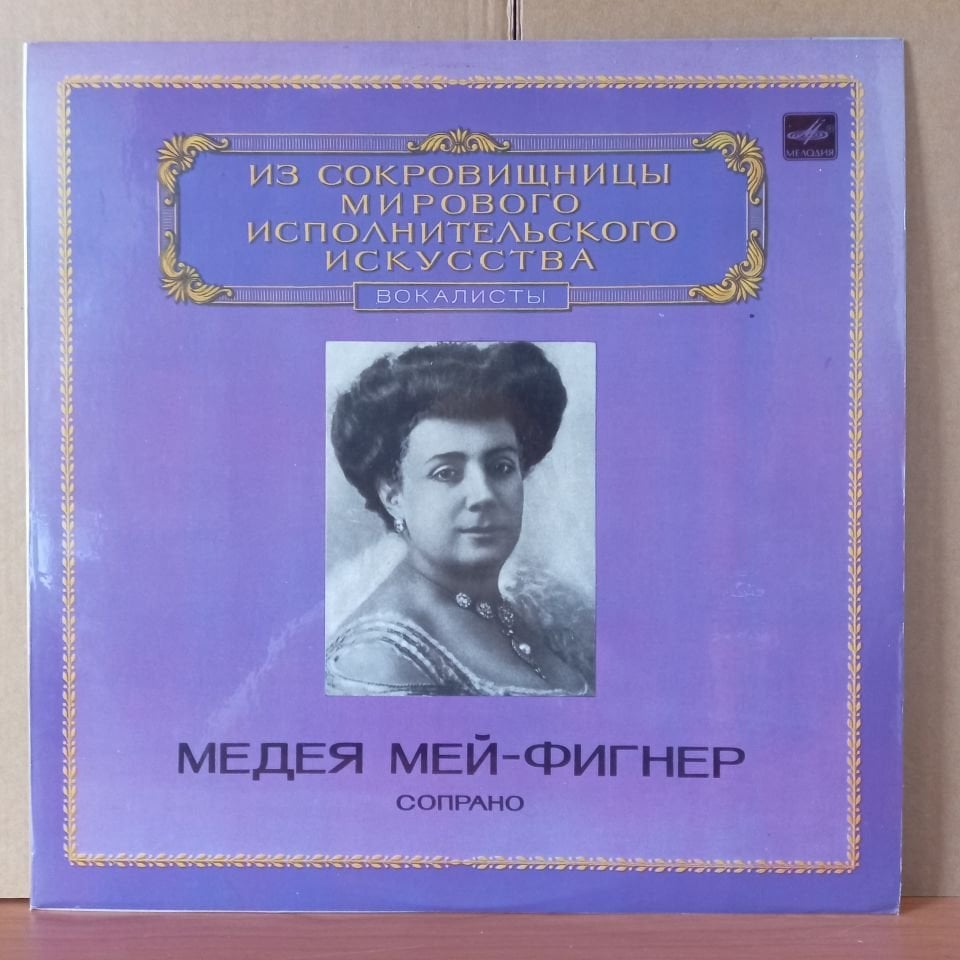 МЕЛОДИЯ
ИЗ СОКРОВИЩНИЦЫ
МИРОВОГО
ИСПОЛНИТЕЛЬСКОГО
ИСКУССТВА
ВОКАЛИСТЫ
МЕДЕЯ МЕЙ-ФИГНЕР
СОПРАНО